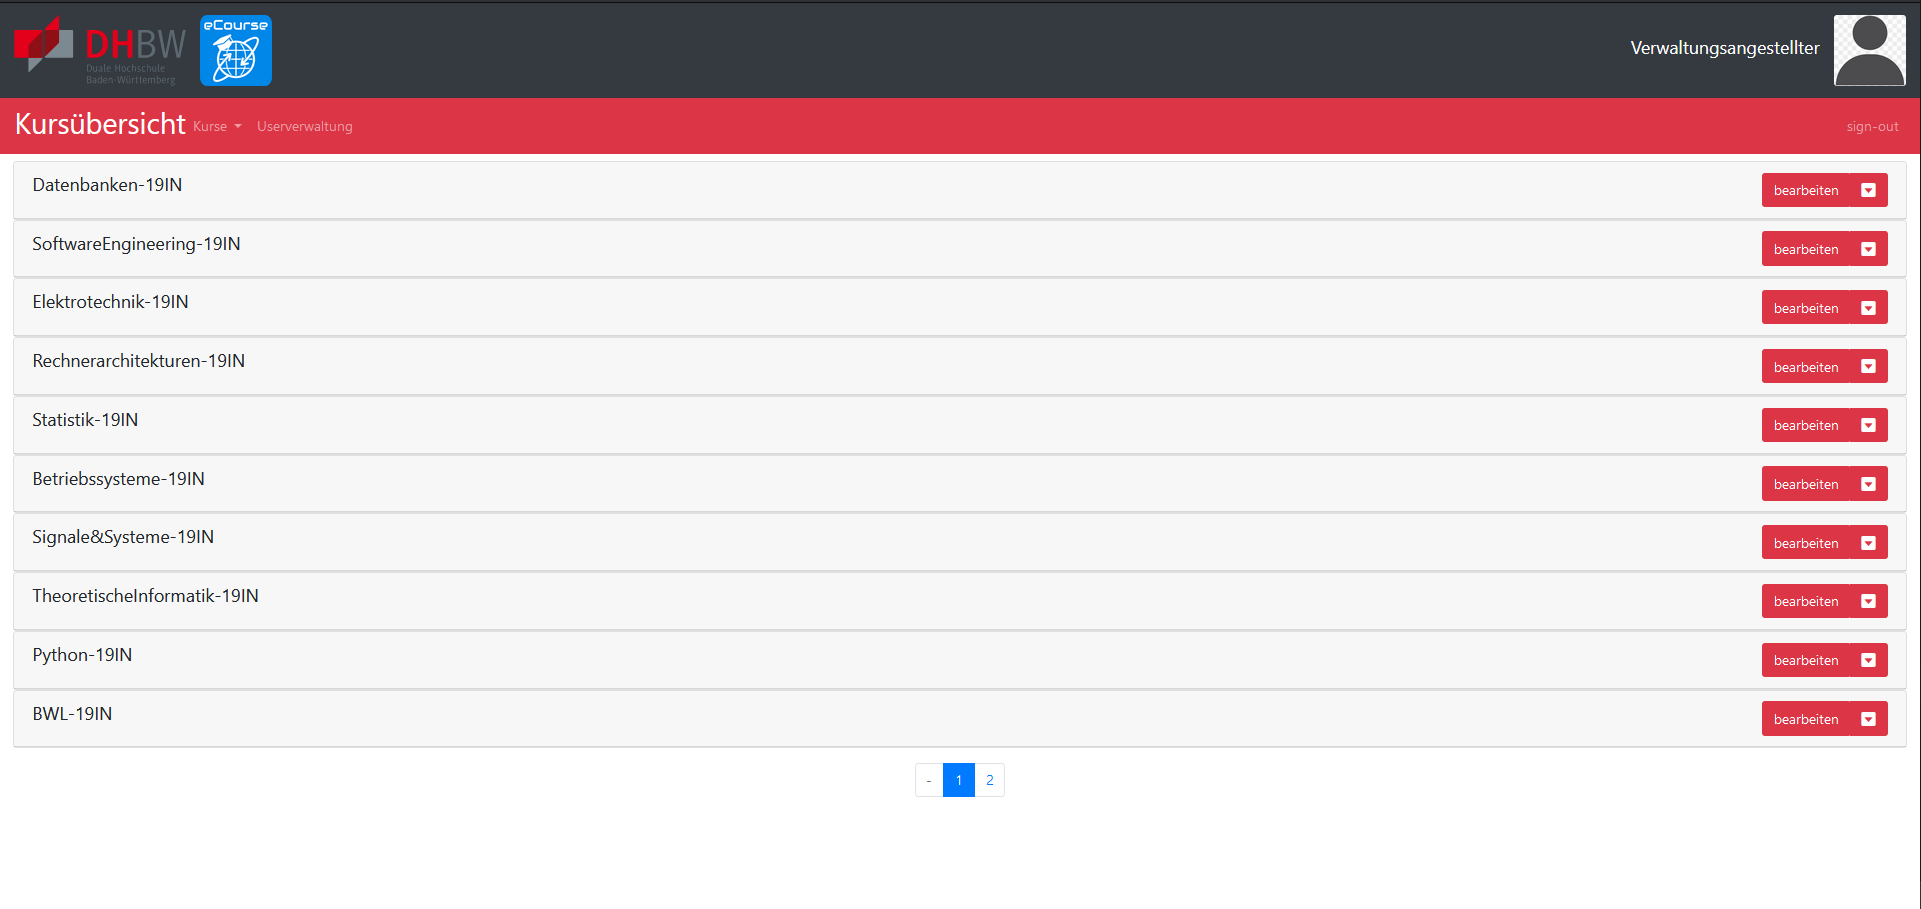 DHBW
Duale Hochschule
Baden-Württemberg
eCourse
Verwaltungsangestellter
Kursübersicht Kurse Userverwaltung sign-out
Datenbanken-19IN bearbeiten
SoftwareEngineering-19IN bearbeiten
Elektrotechnik-19IN bearbeiten
Rechnerarchitekturen-19IN bearbeiten
Statistik-19IN bearbeiten
Betriebssysteme-19IN bearbeiten
Signale&Systeme-19IN bearbeiten
TheoretischeInformatik-19IN bearbeiten
Python-19IN bearbeiten
BWL-19IN bearbeiten
- 1 2